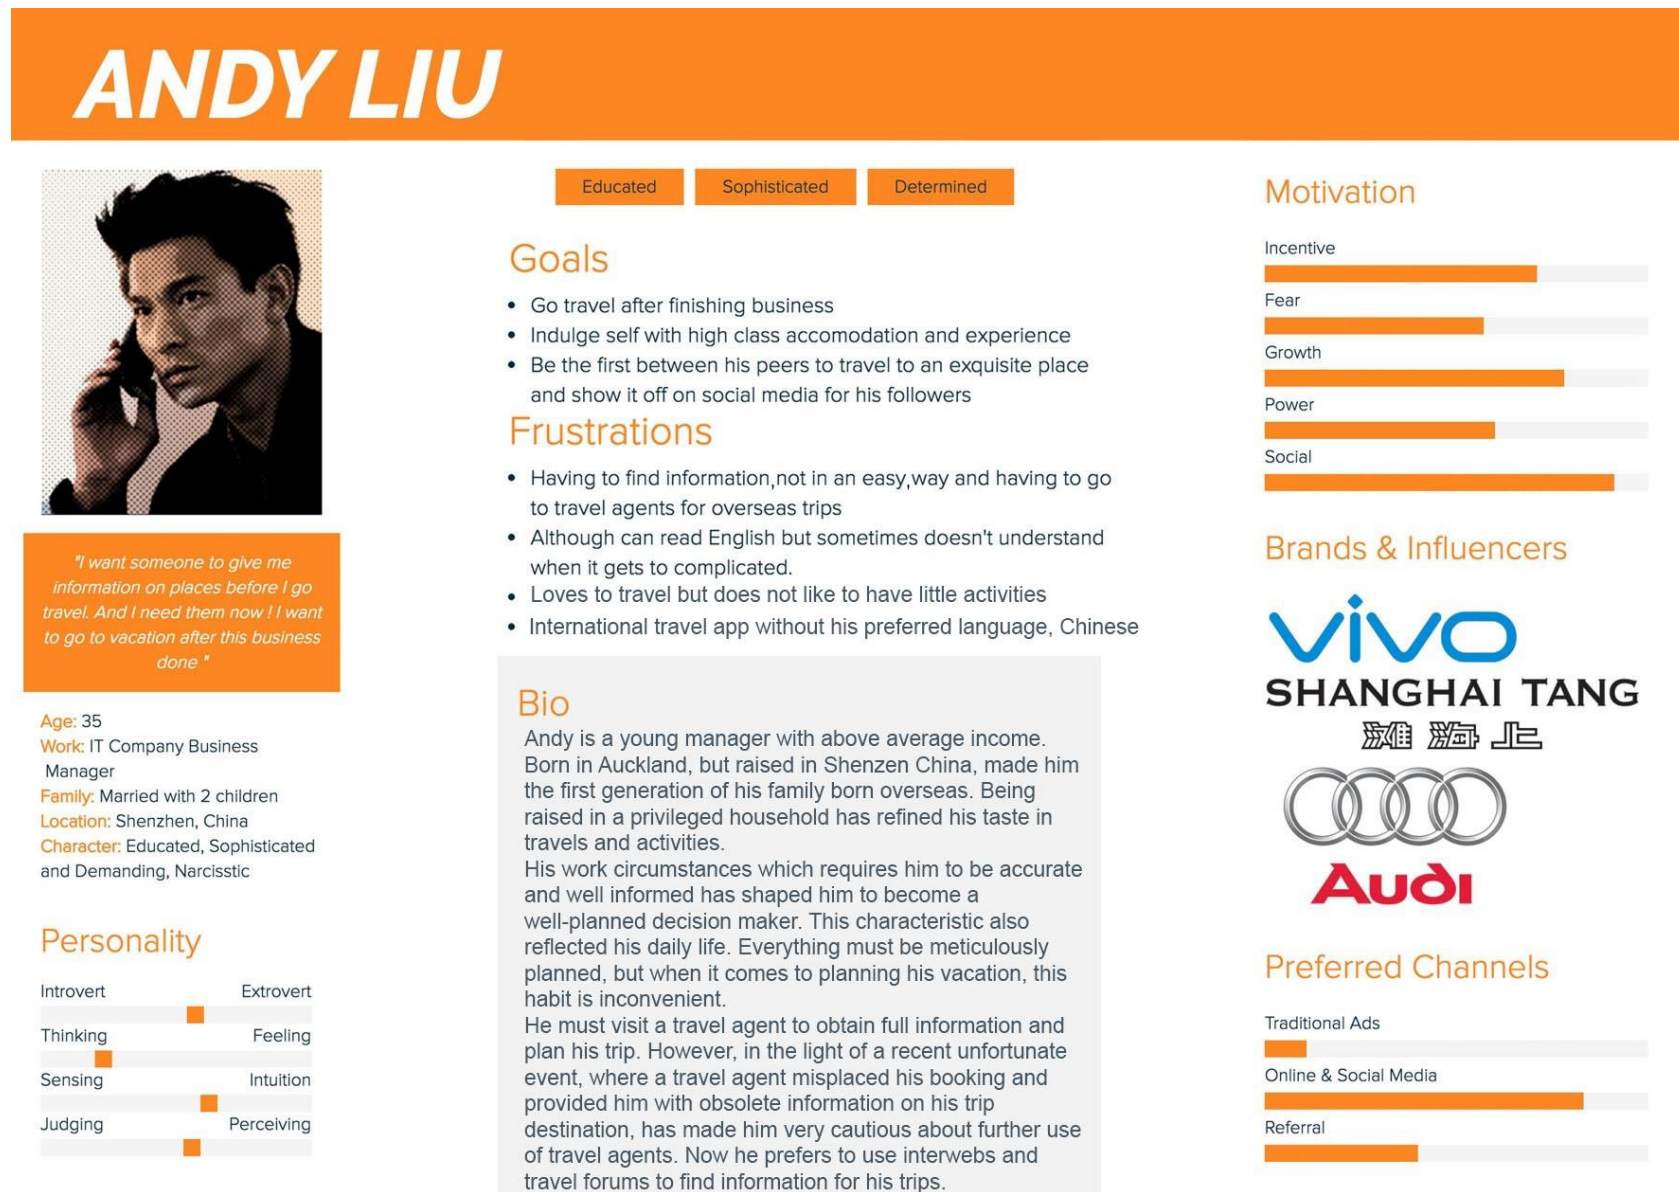 ANDY LIU
"I want someone to give me
information on places before I go
travel. And I need them now ! I want
to go to vacation after this business
done "
Age: 35
Work: IT Company Business
Manager
Family: Married with 2 children
Location: Shenzhen, China
Character: Educated, Sophisticated
and Demanding, Narcisstic
Personality
Introvert Extrovert
Thinking Feeling
Sensing Intuition
Judging Perceiving
Educated Sophisticated Determined
Goals
• Go travel after finishing business
• Indulge self with high class accomodation and experience
• Be the first between his peers to travel to an exquisite place
and show it off on social media for his followers
Frustrations
• Having to find information,not in an easy,way and having to go
to travel agents for overseas trips
• Although can read English but sometimes doesn't understand
when it gets to complicated.
• Loves to travel but does not like to have little activities
• International travel app without his preferred language, Chinese
Bio
Andy is a young manager with above average income.
Born in Auckland, but raised in Shenzen China, made him
the first generation of his family born overseas. Being
raised in a privileged household has refined his taste in
travels and activities.
His work circumstances which requires him to be accurate
and well informed has shaped him to become a
well-planned decision maker. This characteristic also
reflected his daily life. Everything must be meticulously
planned, but when it comes to planning his vacation, this
habit is inconvenient.
He must visit a travel agent to obtain full information and
plan his trip. However, in the light of a recent unfortunate
event, where a travel agent misplaced his booking and
provided him with obsolete information on his trip
destination, has made him very cautious about further use
of travel agents. Now he prefers to use interwebs and
travel forums to find information for his trips.
Motivation
Incentive
Fear
Growth
Power
Social
Brands & Influencers
vivo
SHANGHAI TANG
灘海上
Audi
Preferred Channels
Traditional Ads
Online & Social Media
Referral